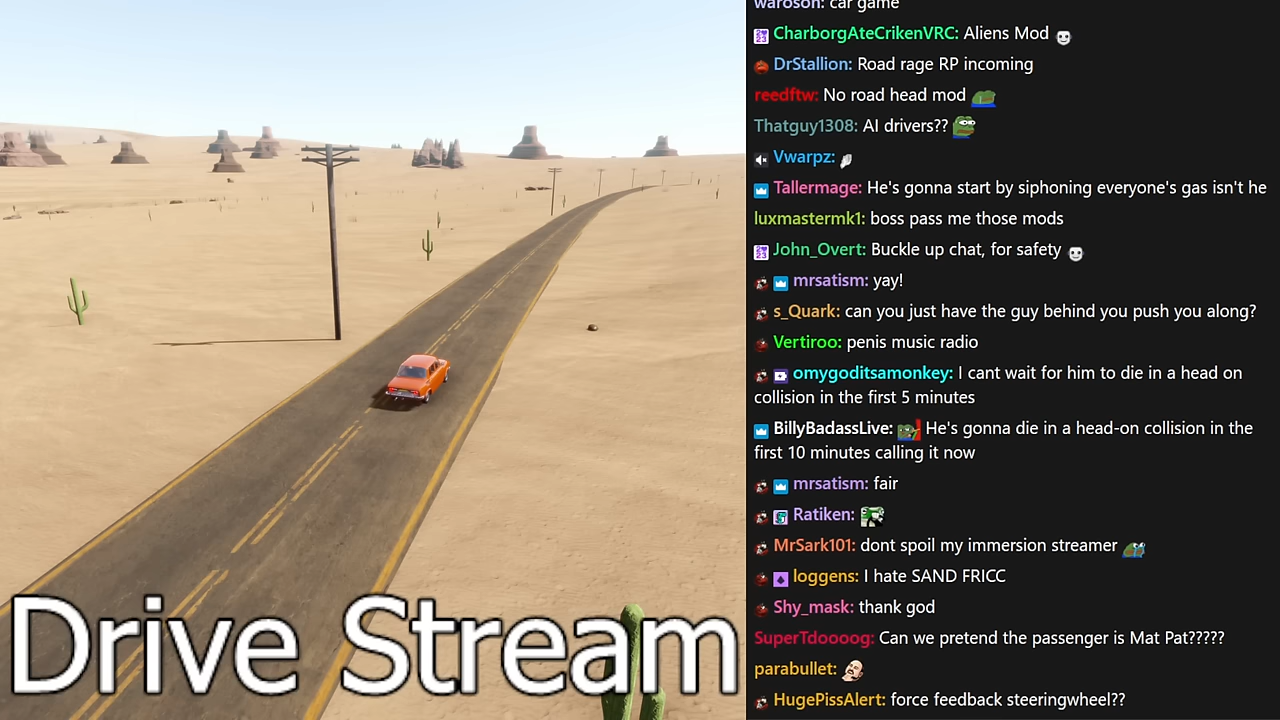 Drive Stream
waroson: car game
CharborgAteCrikenVRC: Aliens Mod
DrStallion: Road rage RP incoming
reedftw: No road head mod
Thatguy1308: AI drivers??
Vwarpz:
Tallermage: He's gonna start by siphoning everyone's gas isn't he
luxmastermk1: boss pass me those mods
John_Overt: Buckle up chat, for safety
mrsatism: yay!
s_Quark: can you just have the guy behind you push you along?
Vertiroo: penis music radio
omygoditsamonkey: I cant wait for him to die in a head on
collision in the first 5 minutes
BillyBadassLive: He's gonna die in a head-on collision in the
first 10 minutes calling it now
mrsatism: fair
Ratiken:
MrSark101: dont spoil my immersion streamer
loggens: I hate SAND FRICC
Shy_mask: thank god
SuperTdoooog: Can we pretend the passenger is Mat Pat?????
parabullet:
HugePissAlert: force feedback steeringwheel??